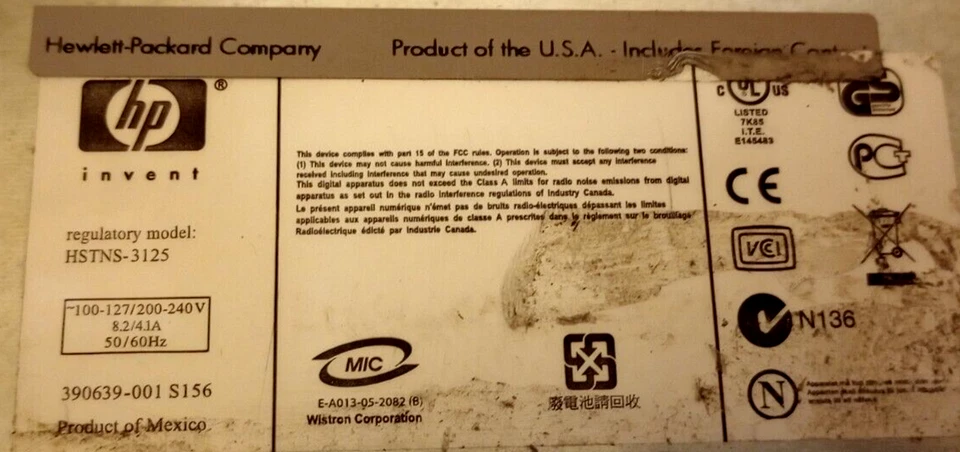 Hewlett-Packard Company Product of the U.S.A. - Includes Foreign
hp ®
invent
regulatory model:
HSTNS-3125
~100-127/200-240V
8.2/4.1A
50/60Hz
390639-001 S156
Product of Mexico
This device complies with part 15 of the FCC rules. Operation is subject to the following two conditions:
(1) This device may not cause harmful interference. (2) This device must accept any interference
received including interference that may cause undesired operation.
This digital apparatus does not exceed the Class A limits for radio noise emissions from digital
apparatus as set out in the radio interference regulations of Industry Canada.
Le présent appareil numérique n'émet pas de bruits radio-électriques dépassant les limites
applicables aux appareils numériques de classe A prescrites dans le règlement sur le brouillage
Radioélectrique édicté par Industrie Canada.
MIC
E-A013-05-2082 (B)
Wistron Corporation
廢電池請回收
C UL US
LISTED
7K85
I.T.E.
E145483
GS
PC
CE
VCI
N136
N